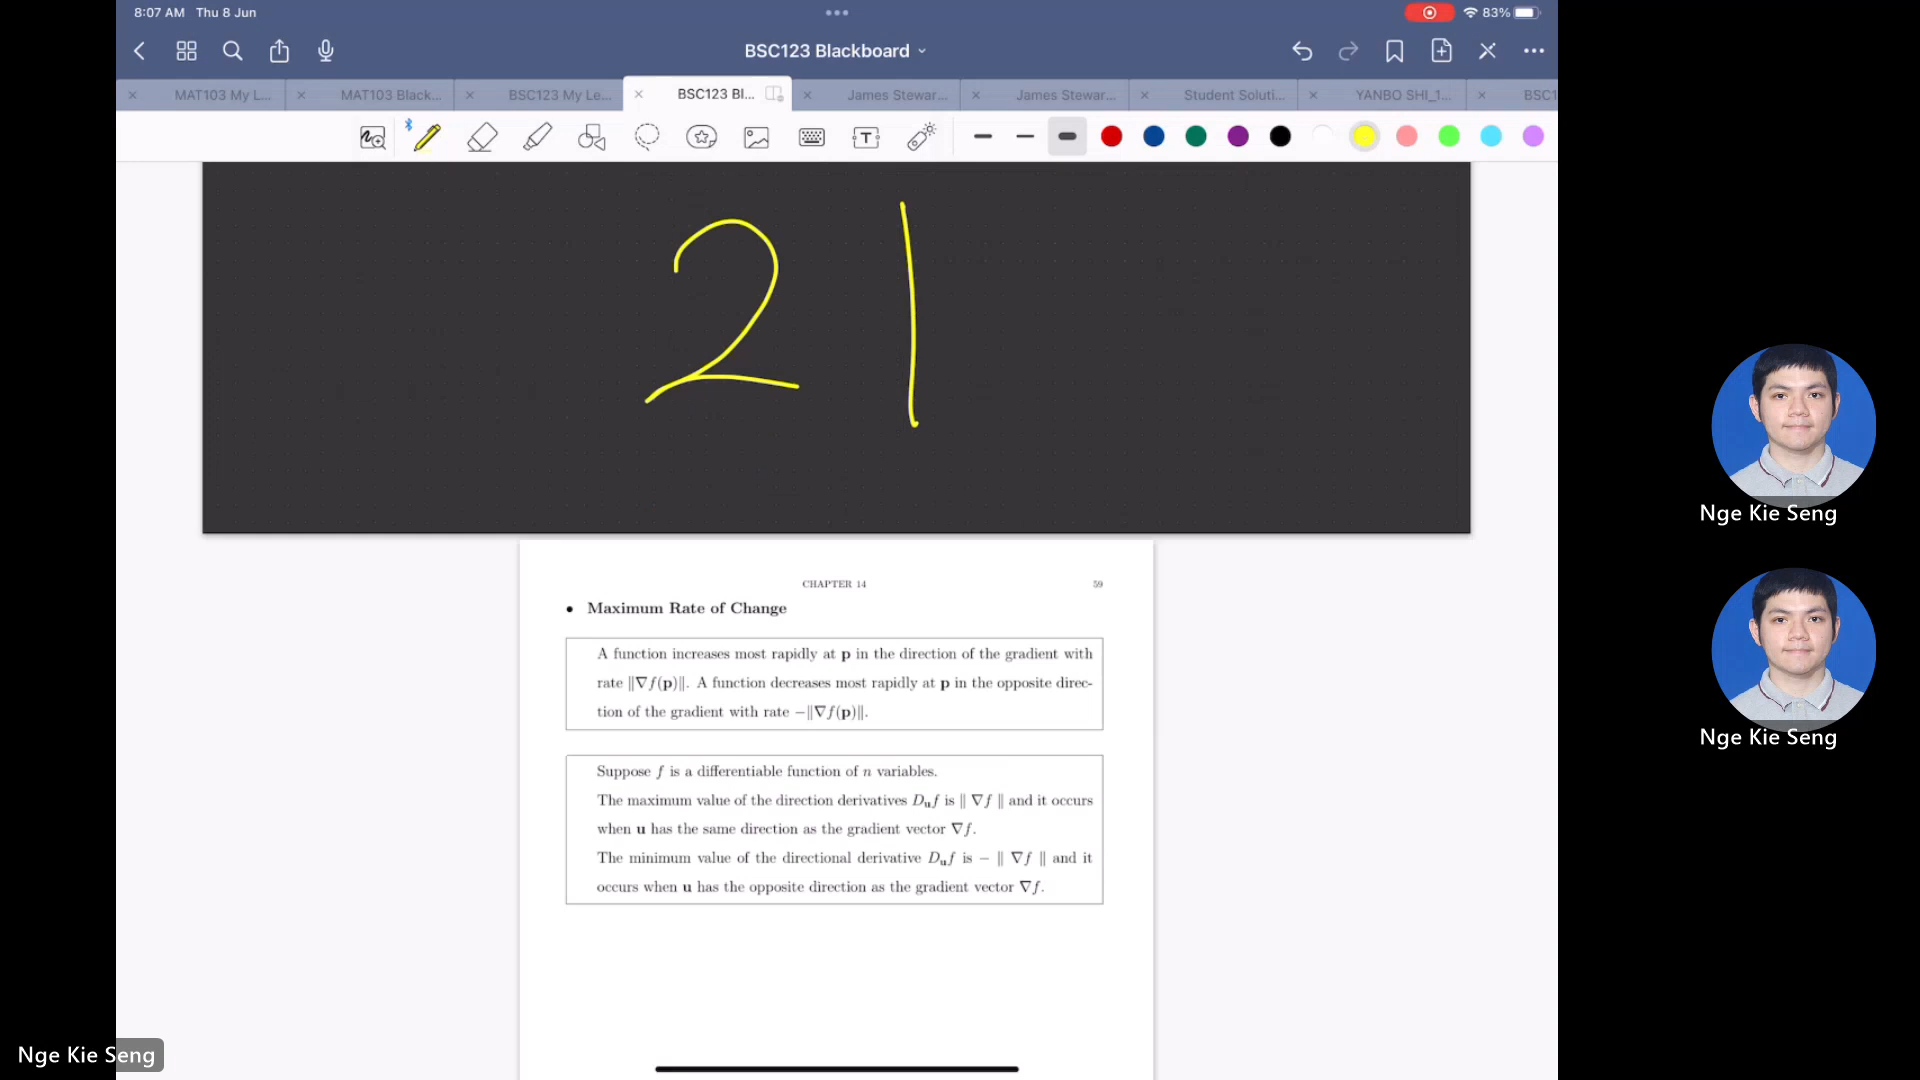 8:07 AM Thu 8 Jun
83%
BSC123 Blackboard
MAT103 My L...
MAT103 Black...
BSC123 My Le...
BSC123 Bl...
James Stewar...
James Stewar...
Student Soluti...
YANBO SHI_1...
BSC1
T
21
CHAPTER 14 59
• Maximum Rate of Change
A function increases most rapidly at p in the direction of the gradient with
rate ‖∇f(p)‖. A function decreases most rapidly at p in the opposite direc-
tion of the gradient with rate −‖∇f(p)‖.
Suppose f is a differentiable function of n variables.
The maximum value of the direction derivatives Duf is ‖ ∇f ‖ and it occurs
when u has the same direction as the gradient vector ∇f.
The minimum value of the directional derivative Duf is − ‖ ∇f ‖ and it
occurs when u has the opposite direction as the gradient vector ∇f.
Nge Kie Seng
Nge Kie Seng
Nge Kie Seng